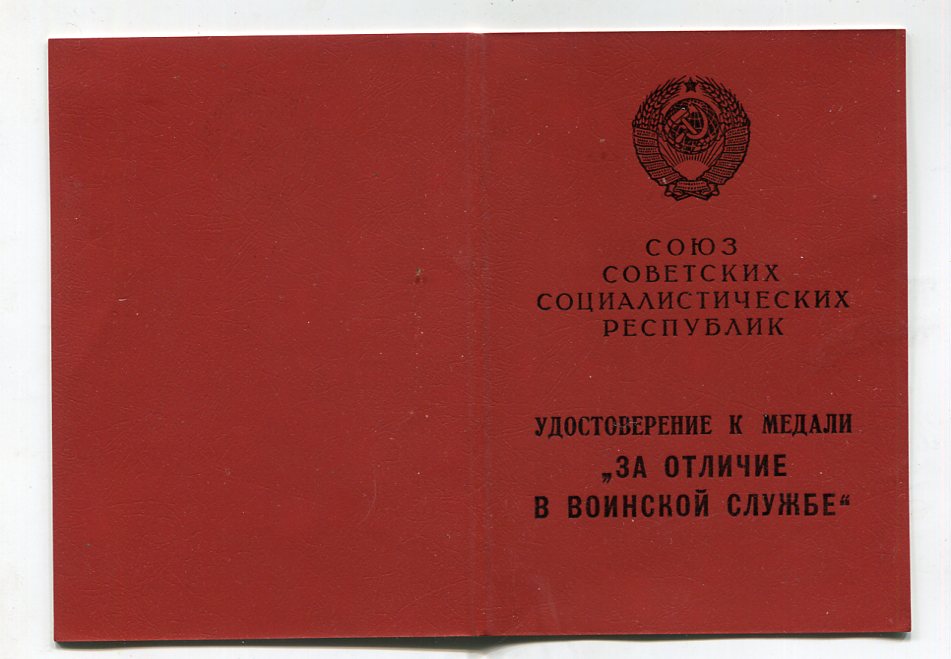 СОЮЗ
СОВЕТСКИХ
СОЦИАЛИСТИЧЕСКИХ
РЕСПУБЛИК
УДОСТОВЕРЕНИЕ К МЕДАЛИ
„ЗА ОТЛИЧИЕ
В ВОИНСКОЙ СЛУЖБЕ“